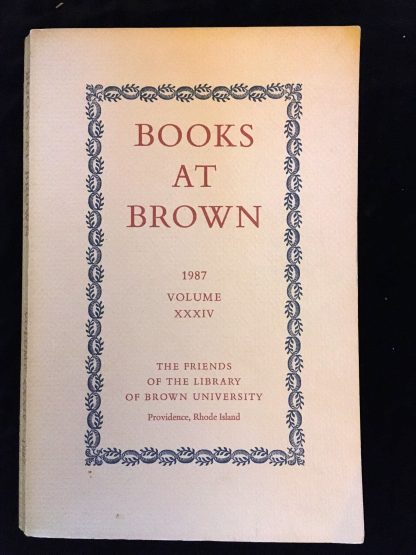 BOOKS
AT
BROWN
1987
VOLUME
XXXIV
THE FRIENDS
OF THE LIBRARY
OF BROWN UNIVERSITY
Providence, Rhode Island